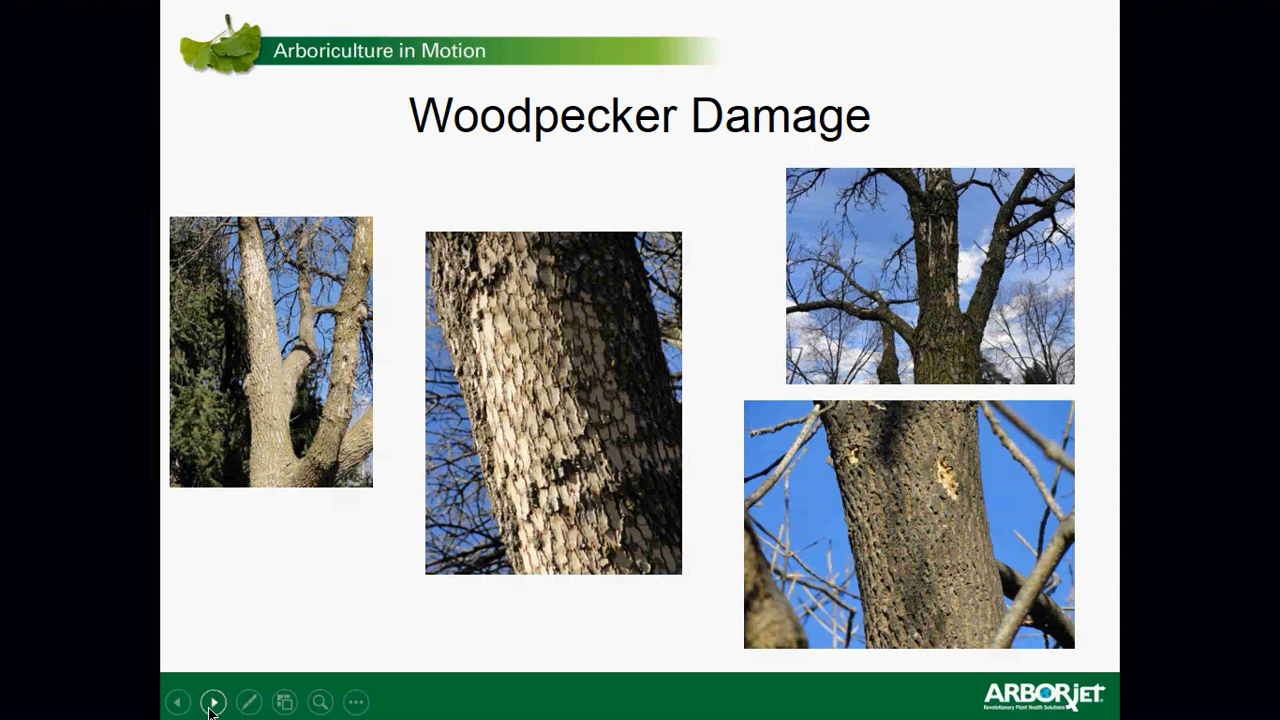 Arboriculture in Motion
Woodpecker Damage
ARBORjet
Revolutionary Plant Health Solutions